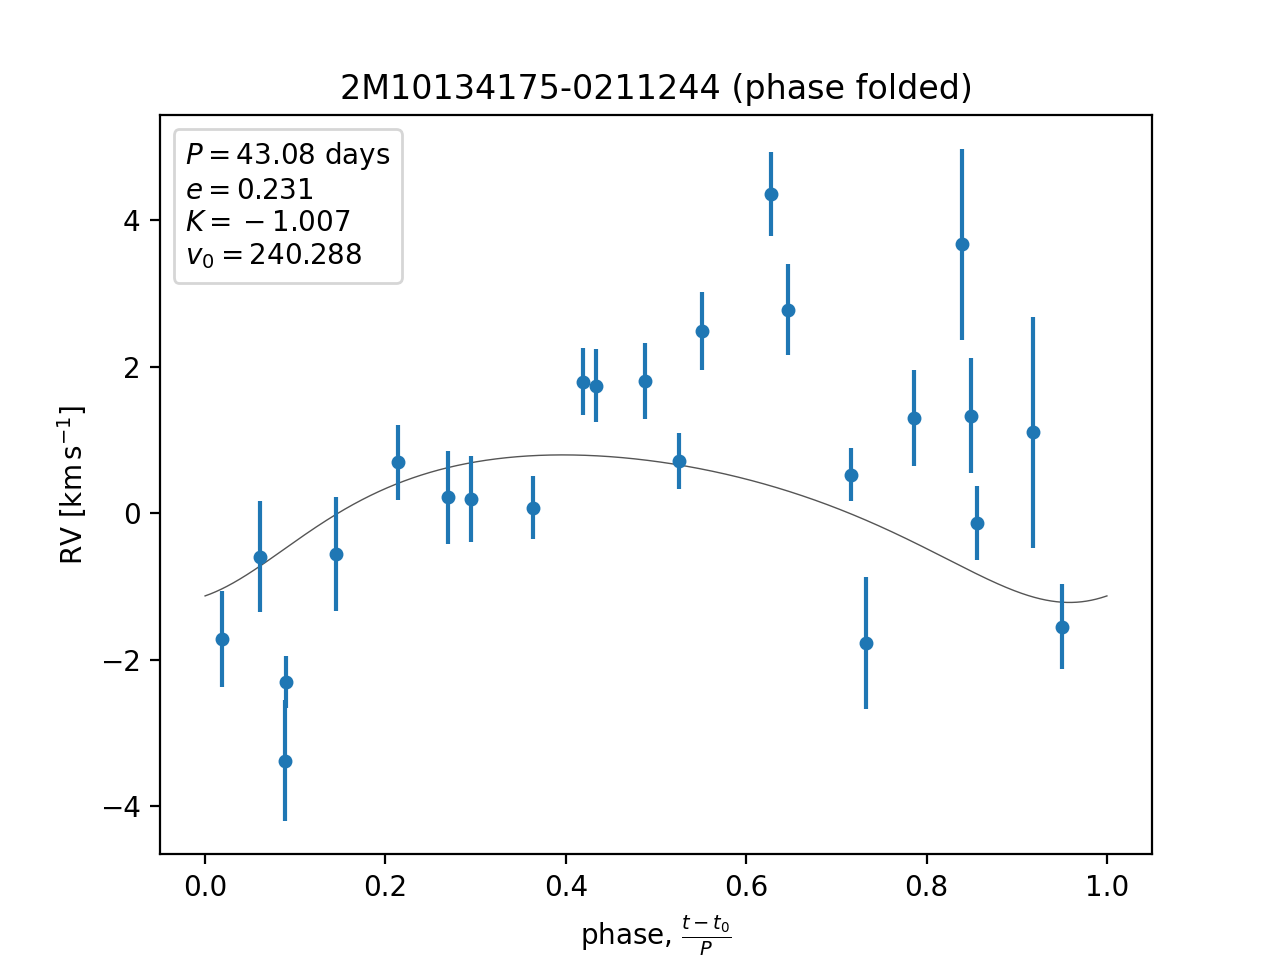 2M10134175-0211244 (phase folded)
P = 43.08 days
e = 0.231
K = −1.007
v₀ = 240.288
4
2
0
−2
−4
RV [km s⁻¹]
0.0 0.2 0.4 0.6 0.8 1.0
phase, (t − t₀)/P